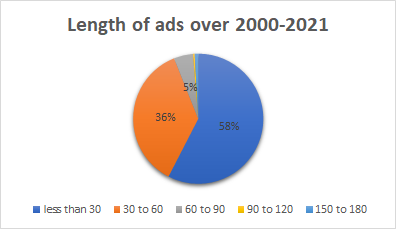 Length of ads over 2000-2021
5%
36%
58%
less than 30 30 to 60 60 to 90 90 to 120 150 to 180